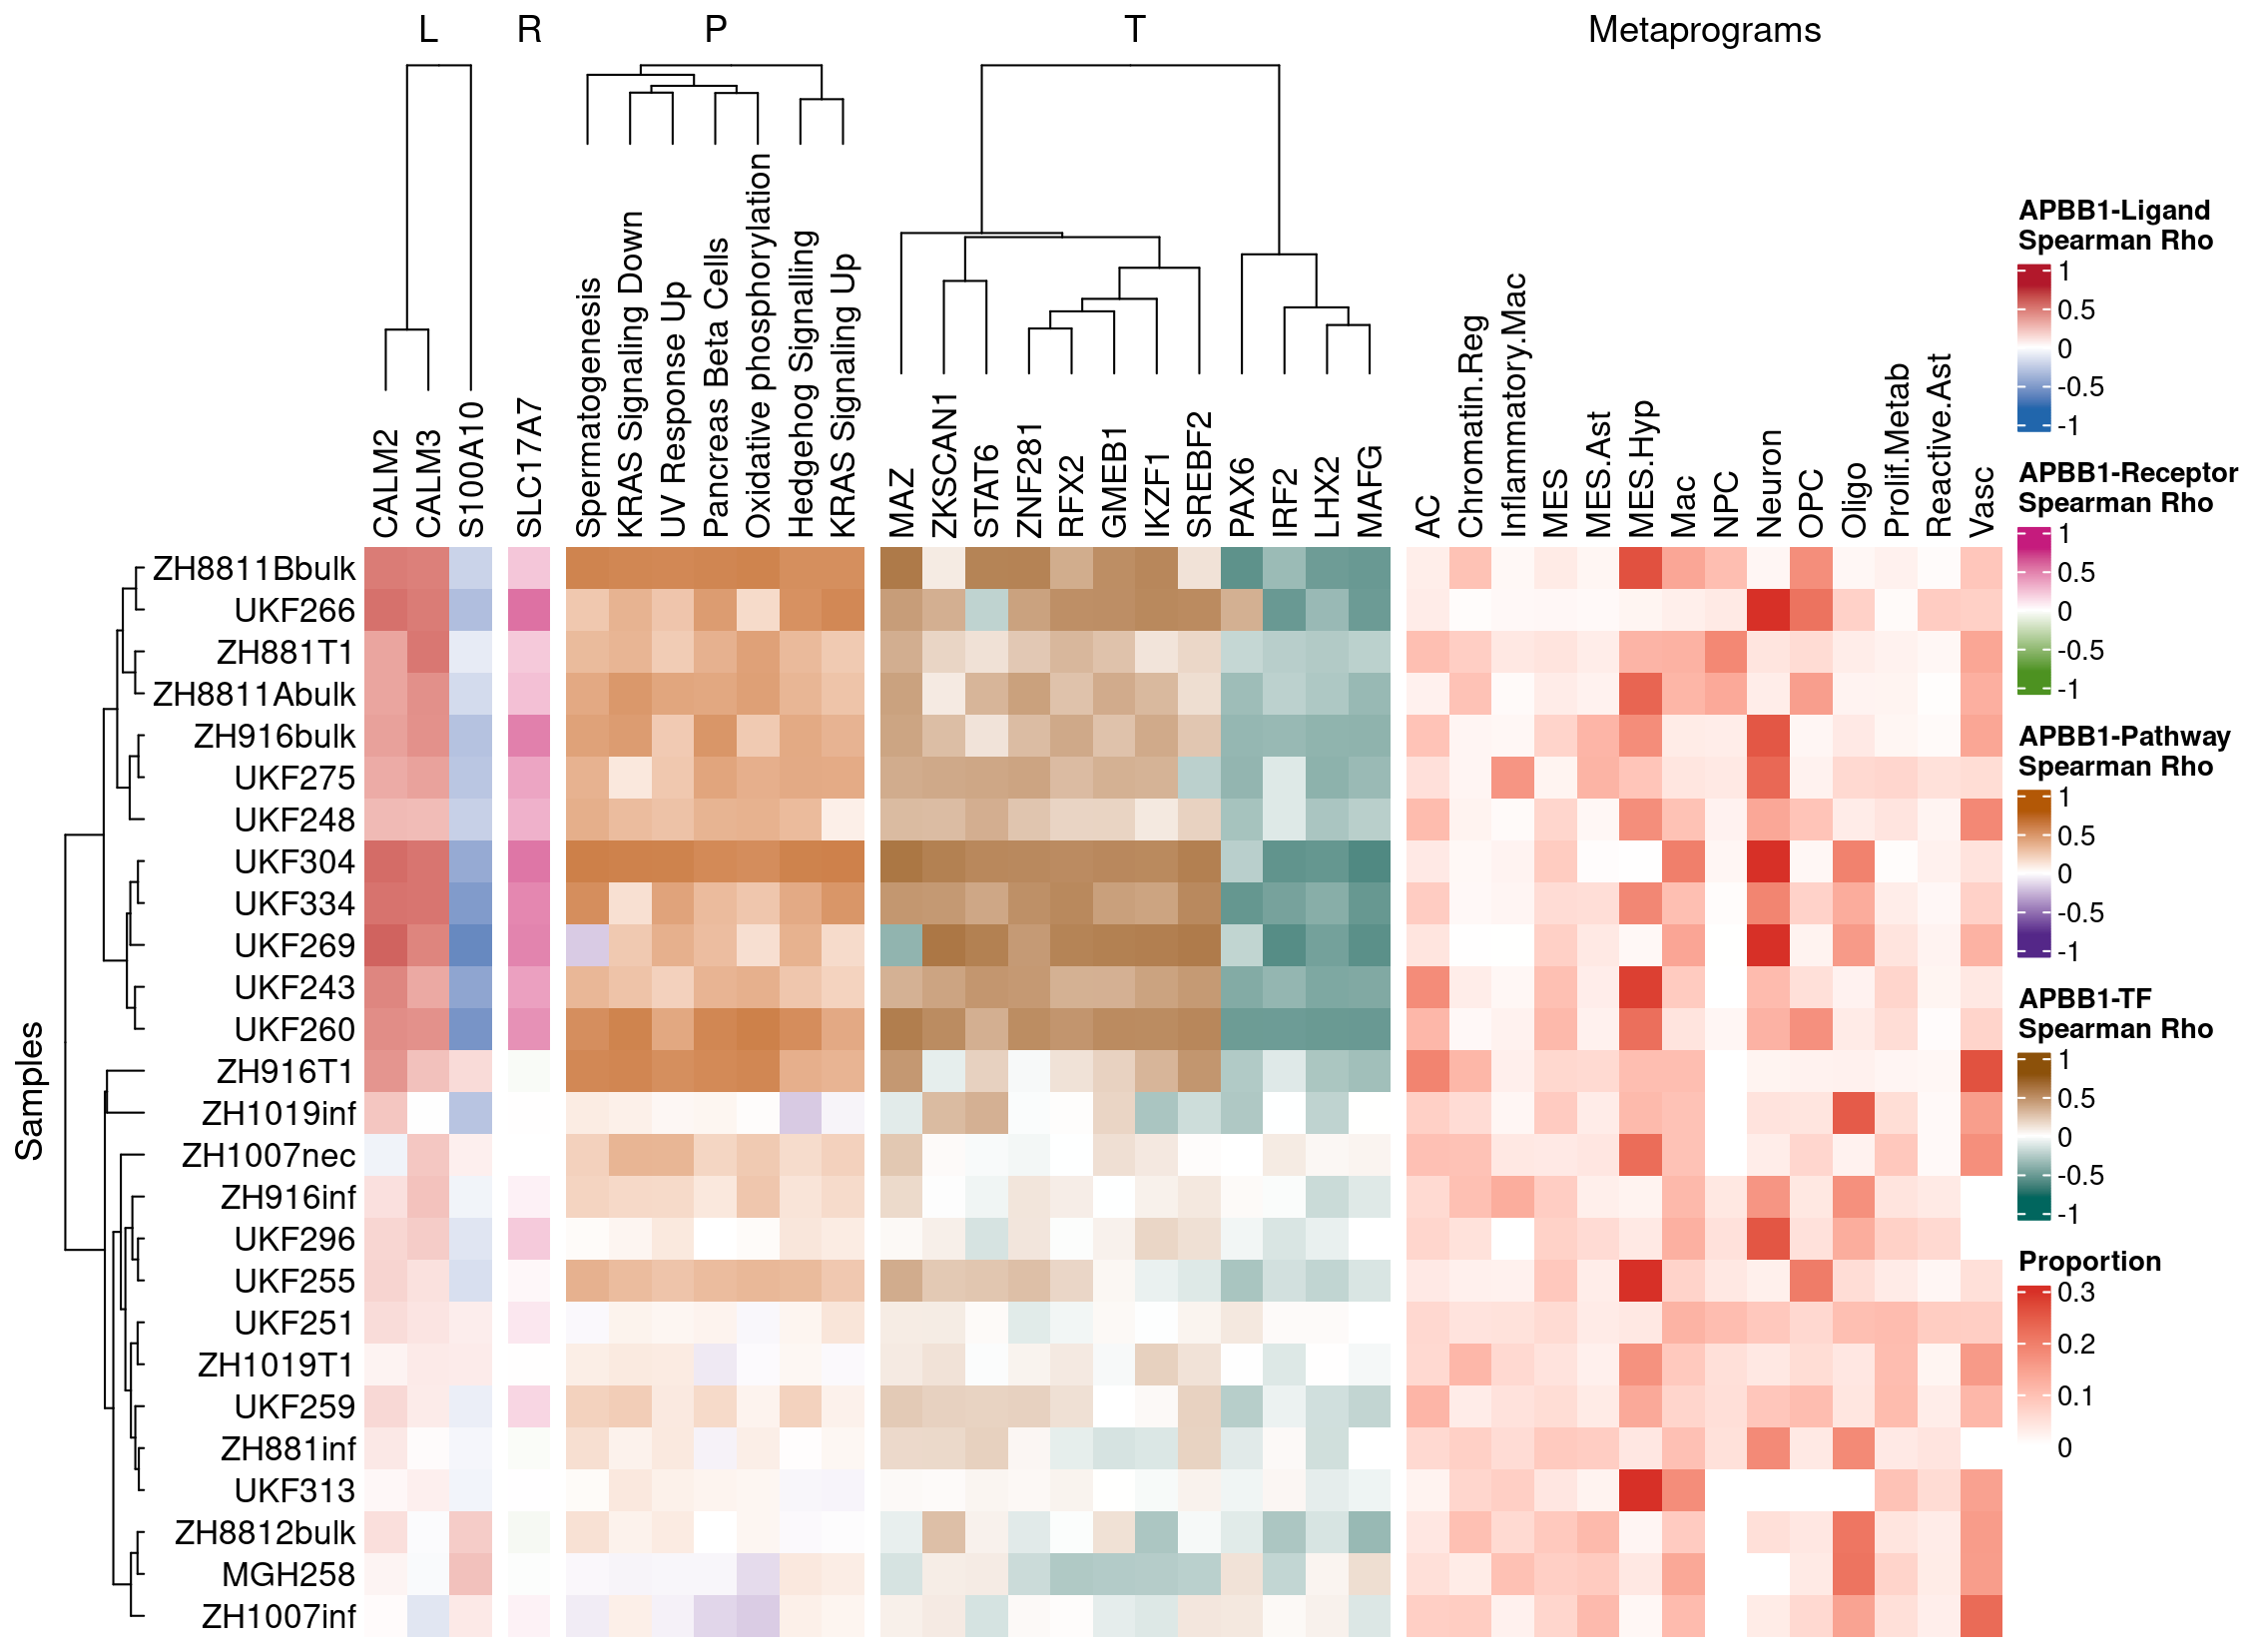 L R P T Metaprograms
CALM2
CALM3
S100A10
SLC17A7
Spermatogenesis
KRAS Signaling Down
UV Response Up
Pancreas Beta Cells
Oxidative phosphorylation
Hedgehog Signalling
KRAS Signaling Up
MAZ
ZKSCAN1
STAT6
ZNF281
RFX2
GMEB1
IKZF1
SREBF2
PAX6
IRF2
LHX2
MAFG
AC
Chromatin.Reg
Inflammatory.Mac
MES
MES.Ast
MES.Hyp
Mac
NPC
Neuron
OPC
Oligo
Prolif.Metab
Reactive.Ast
Vasc
Samples
ZH8811Bbulk
UKF266
ZH881T1
ZH8811Abulk
ZH916bulk
UKF275
UKF248
UKF304
UKF334
UKF269
UKF243
UKF260
ZH916T1
ZH1019inf
ZH1007nec
ZH916inf
UKF296
UKF255
UKF251
ZH1019T1
UKF259
ZH881inf
UKF313
ZH8812bulk
MGH258
ZH1007inf
APBB1-Ligand
Spearman Rho
1
0.5
0
-0.5
-1
APBB1-Receptor
Spearman Rho
1
0.5
0
-0.5
-1
APBB1-Pathway
Spearman Rho
1
0.5
0
-0.5
-1
APBB1-TF
Spearman Rho
1
0.5
0
-0.5
-1
Proportion
0.3
0.2
0.1
0